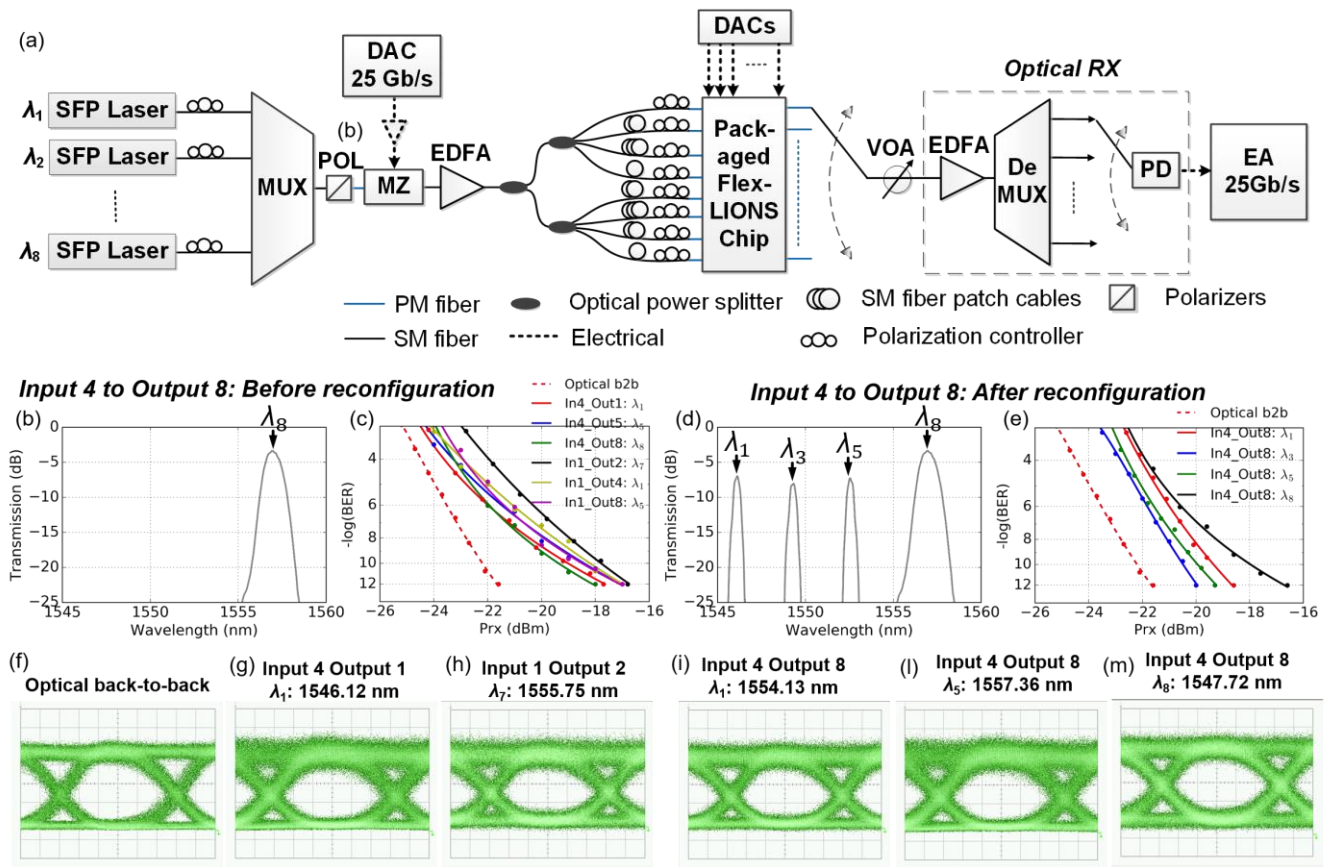 (a)
DAC
25 Gb/s
DACs
Optical RX
λ1 SFP Laser
λ2 SFP Laser
λ8 SFP Laser
MUX
(b)
POL
MZ
EDFA
Pack-
aged
Flex-
LIONS
Chip
VOA
EDFA
De
MUX
PD
EA
25Gb/s
PM fiber
Optical power splitter
SM fiber patch cables
Polarizers
SM fiber
Electrical
Polarization controller
Input 4 to Output 8: Before reconfiguration
(b)
λ8
Transmission (dB)
0
−5
−10
−15
−20
−25
1545 1550 1555 1560
Wavelength (nm)
(c)
Optical b2b
In4_Out1: λ1
In4_Out5: λ5
In4_Out8: λ8
In1_Out2: λ7
In1_Out4: λ1
In1_Out8: λ5
-log(BER)
4
6
8
10
12
−26 −24 −22 −20 −18 −16
Prx (dBm)
Input 4 to Output 8: After reconfiguration
(d)
λ1
λ3
λ5
λ8
Transmission (dB)
0
−5
−10
−15
−20
−25
1545 1550 1555 1560
Wavelength (nm)
(e)
Optical b2b
In4_Out8: λ1
In4_Out8: λ3
In4_Out8: λ5
In4_Out8: λ8
-log(BER)
4
6
8
10
12
−26 −24 −22 −20 −18 −16
Prx (dBm)
(f)
Optical back-to-back
(g)
Input 4 Output 1
λ1: 1546.12 nm
(h)
Input 1 Output 2
λ7: 1555.75 nm
(i)
Input 4 Output 8
λ1: 1554.13 nm
(l)
Input 4 Output 8
λ5: 1557.36 nm
(m)
Input 4 Output 8
λ8: 1547.72 nm